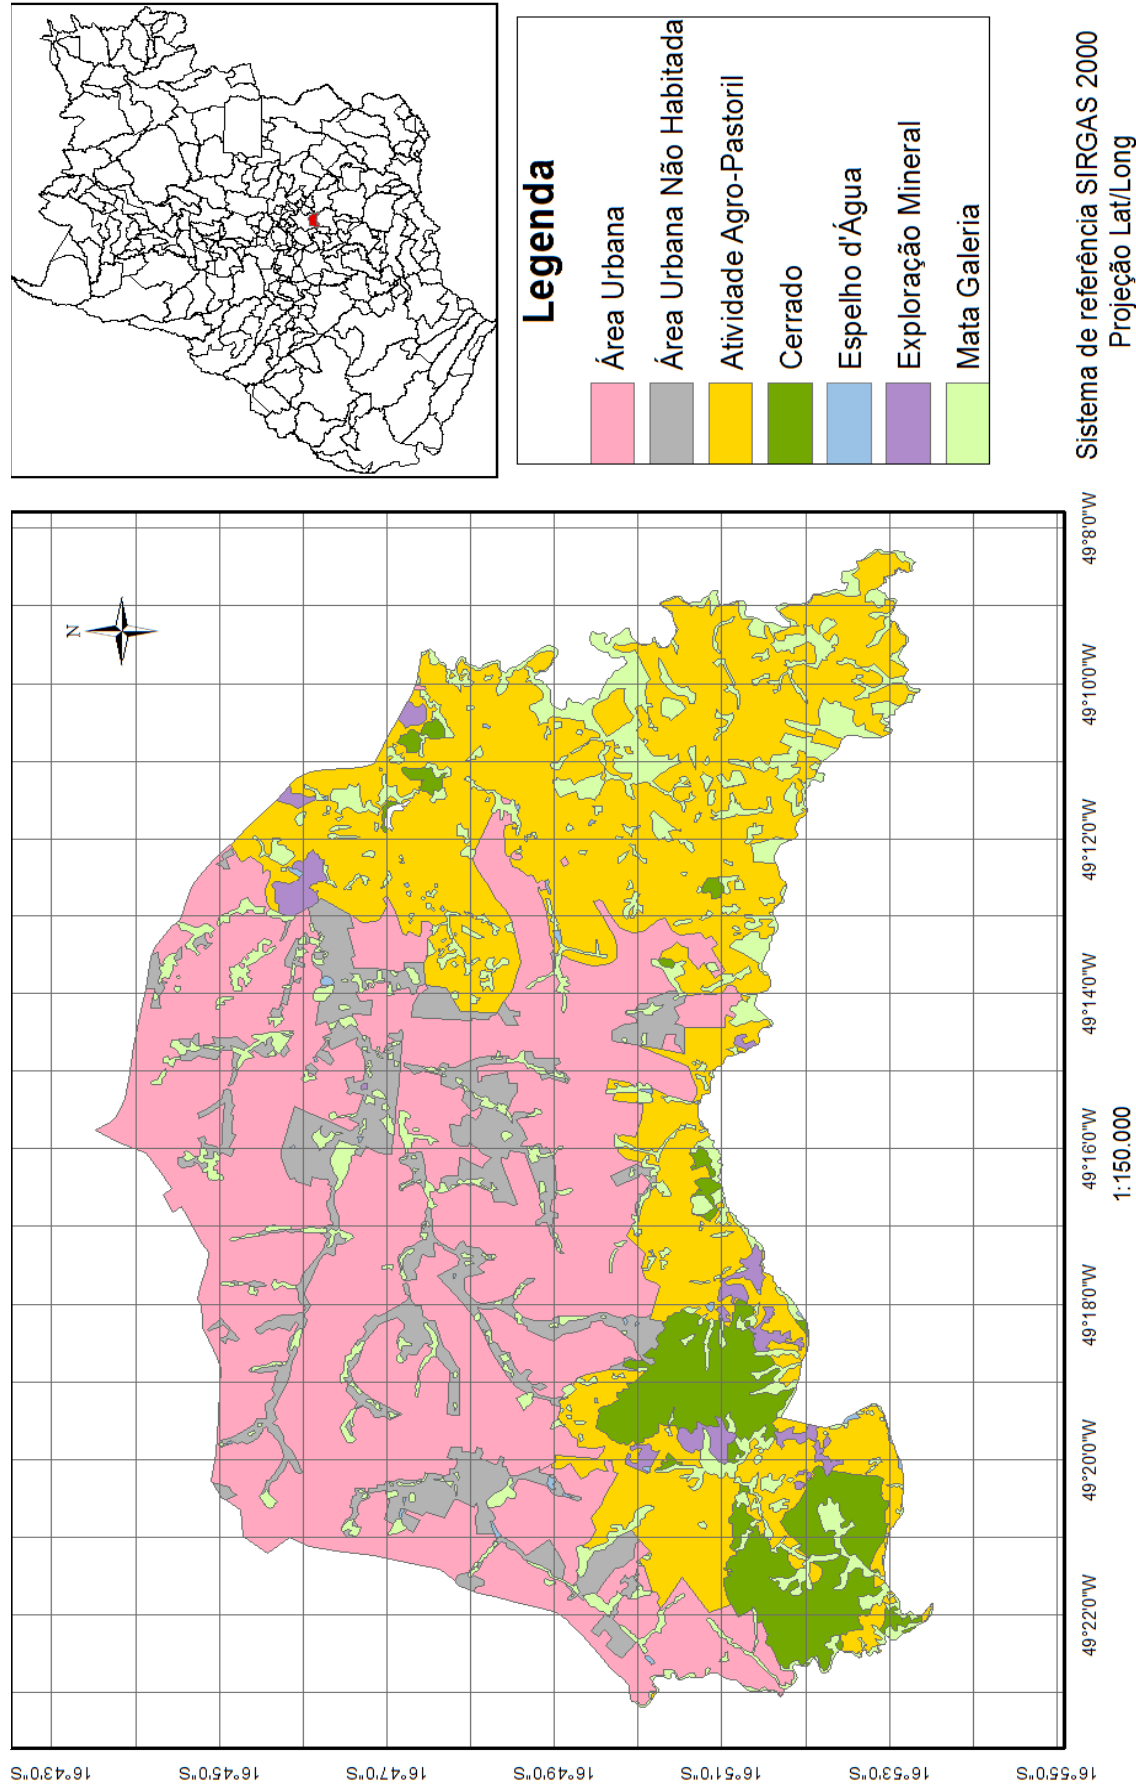 N
16°43'0"S
16°45'0"S
16°47'0"S
16°49'0"S
16°51'0"S
16°53'0"S
16°55'0"S
49°22'0"W
49°20'0"W
49°18'0"W
49°16'0"W
49°14'0"W
49°12'0"W
49°10'0"W
49°8'0"W
1:150.000
Legenda
Área Urbana
Área Urbana Não Habitada
Atividade Agro-Pastoril
Cerrado
Espelho d'Água
Exploração Mineral
Mata Galeria
Sistema de referência SIRGAS 2000
Projeção Lat/Long